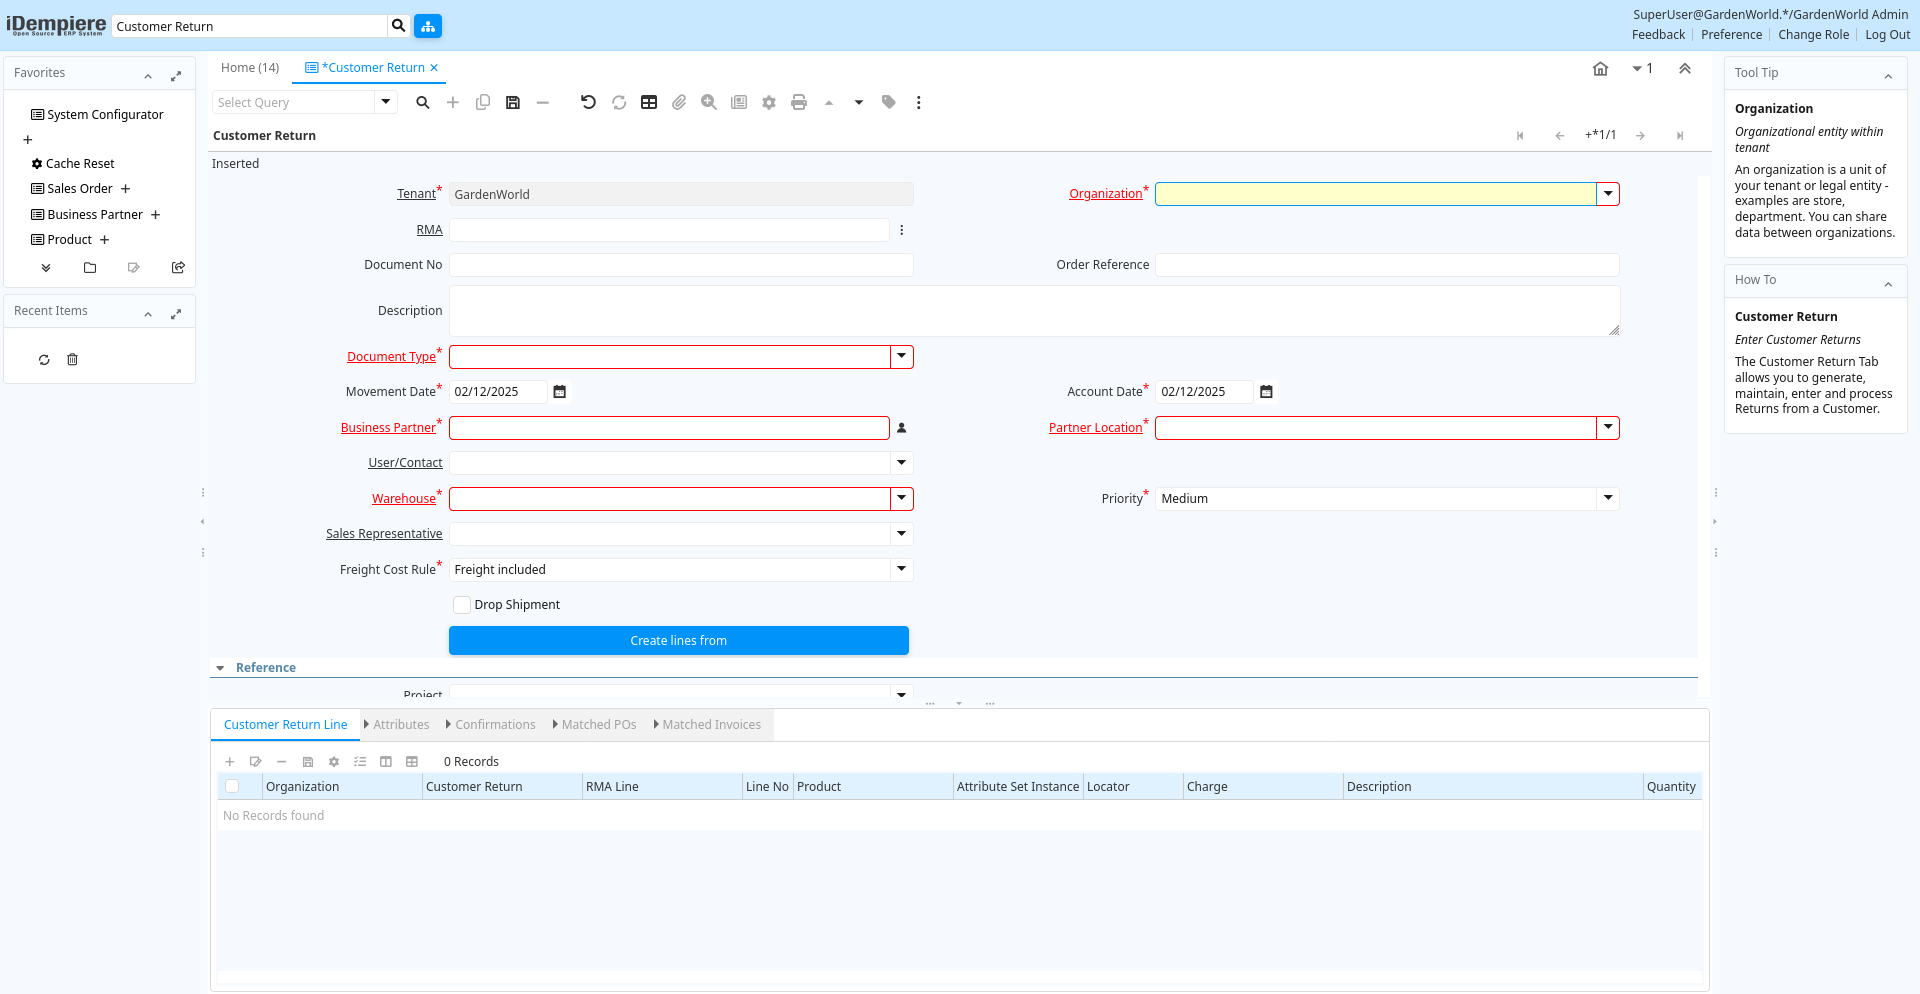 iDempiere
Open Source ERP System
Customer Return
SuperUser@GardenWorld.*/GardenWorld Admin
Feedback
Preference
Change Role
Log Out
Favorites
System Configurator
Cache Reset
Sales Order
Business Partner
Product
Recent Items
Home (14)
*Customer Return
1
Select Query
Customer Return
+*1/1
Inserted
Tenant*
GardenWorld
Organization*
RMA
Document No
Order Reference
Description
Document Type*
Movement Date*
02/12/2025
Account Date*
02/12/2025
Business Partner*
Partner Location*
User/Contact
Warehouse*
Priority*
Medium
Sales Representative
Freight Cost Rule*
Freight included
Drop Shipment
Create lines from
Reference
Project
Customer Return Line
Attributes
Confirmations
Matched POs
Matched Invoices
0 Records
Organization
Customer Return
RMA Line
Line No
Product
Attribute Set Instance
Locator
Charge
Description
Quantity
No Records found
Tool Tip
Organization
Organizational entity within
tenant
An organization is a unit of
your tenant or legal entity -
examples are store,
department. You can share
data between organizations.
How To
Customer Return
Enter Customer Returns
The Customer Return Tab
allows you to generate,
maintain, enter and process
Returns from a Customer.